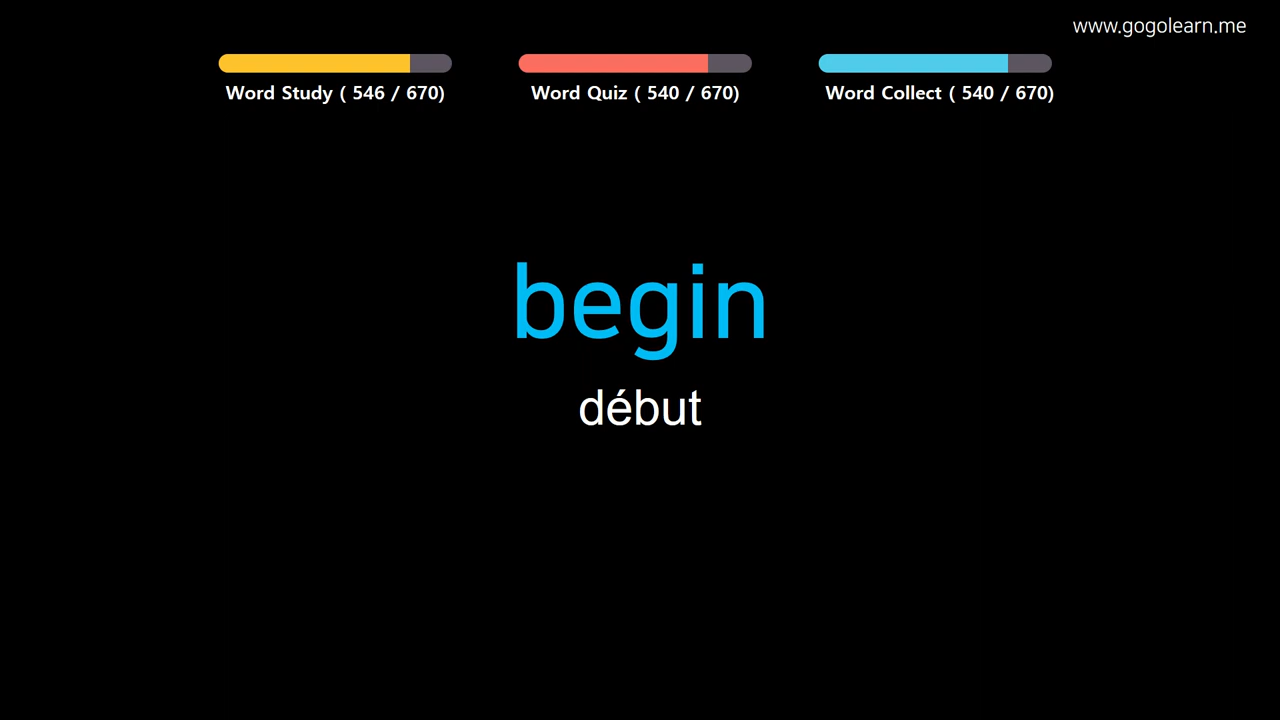 www.gogolearn.me
Word Study ( 546 / 670)
Word Quiz ( 540 / 670)
Word Collect ( 540 / 670)
begin
début